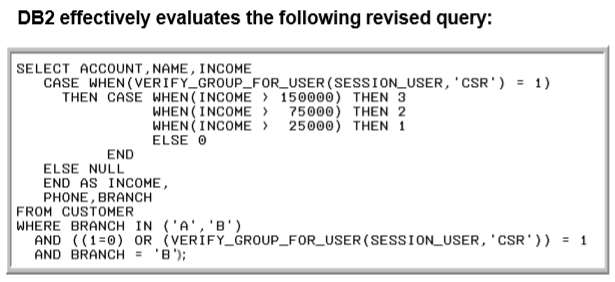 DB2 effectively evaluates the following revised query:
SELECT ACCOUNT,NAME,INCOME
CASE WHEN(VERIFY_GROUP_FOR_USER(SESSION_USER,'CSR') = 1)
THEN CASE WHEN(INCOME > 150000) THEN 3
WHEN(INCOME > 75000) THEN 2
WHEN(INCOME > 25000) THEN 1
ELSE 0
END
ELSE NULL
END AS INCOME,
PHONE,BRANCH
FROM CUSTOMER
WHERE BRANCH IN ('A','B')
AND ((1=0) OR (VERIFY_GROUP_FOR_USER(SESSION_USER,'CSR')) = 1
AND BRANCH = 'B');